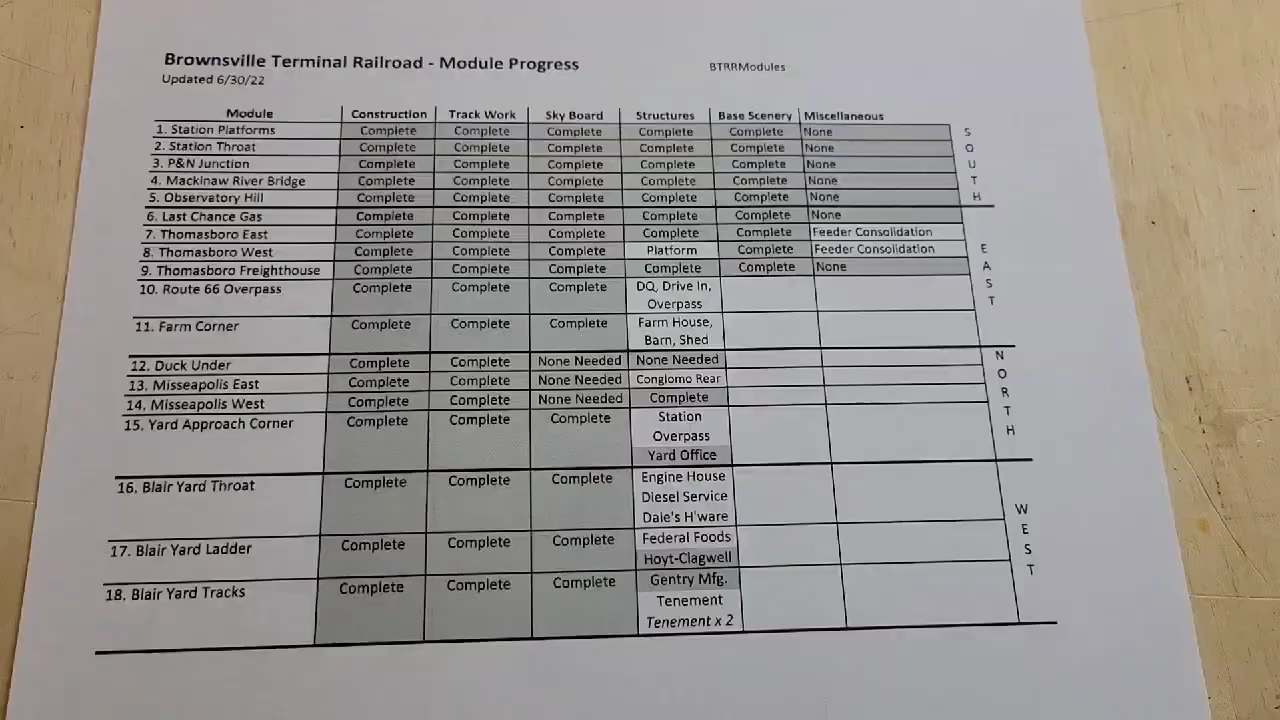 Brownsville Terminal Railroad - Module Progress
BTRRModules
Updated 6/30/22
Module Construction Track Work Sky Board Structures Base Scenery Miscellaneous
1. Station Platforms Complete Complete Complete Complete Complete None
2. Station Throat Complete Complete Complete Complete Complete None
3. P&N Junction Complete Complete Complete Complete Complete None
4. Mackinaw River Bridge Complete Complete Complete Complete Complete None
5. Observatory Hill Complete Complete Complete Complete Complete None
SOUTH
6. Last Chance Gas Complete Complete Complete Complete Complete None
7. Thomasboro East Complete Complete Complete Complete Complete Feeder Consolidation
8. Thomasboro West Complete Complete Complete Platform Complete Feeder Consolidation
9. Thomasboro Freighthouse Complete Complete Complete Complete Complete None
10. Route 66 Overpass Complete Complete Complete DQ, Drive In,
Overpass
11. Farm Corner Complete Complete Complete Farm House,
Barn, Shed
EAST
12. Duck Under Complete Complete None Needed None Needed
13. Misseapolis East Complete Complete None Needed Conglomo Rear
14. Misseapolis West Complete Complete None Needed Complete
15. Yard Approach Corner Complete Complete Complete Station
Overpass
Yard Office
NORTH
16. Blair Yard Throat Complete Complete Complete Engine House
Diesel Service
Dale's H'ware
17. Blair Yard Ladder Complete Complete Complete Federal Foods
Hoyt-Clagwell
18. Blair Yard Tracks Complete Complete Complete Gentry Mfg.
Tenement
Tenement x 2
WEST